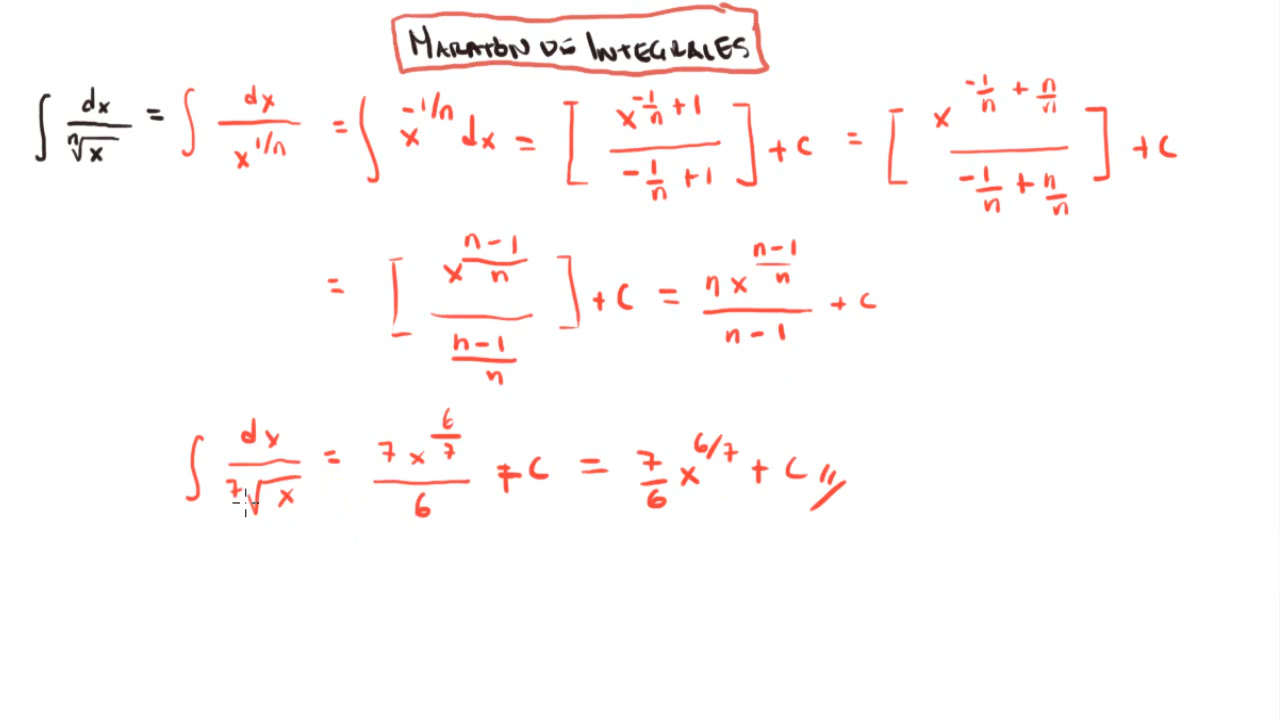 MARATÓN DE INTEGRALES
∫ dx/ⁿ√x = ∫ dx/x^{1/n} = ∫ x^{-1/n} dx = [ x^{-1/n + 1} / (-1/n + 1) ] + C = [ x^{-1/n + n/n} / (-1/n + n/n) ] + C
= [ x^{(n-1)/n} / ((n-1)/n) ] + C = n x^{(n-1)/n} / (n-1) + C
∫ dx/⁷√x = 7 x^{6/7} / 6 + C = 7/6 x^{6/7} + C //